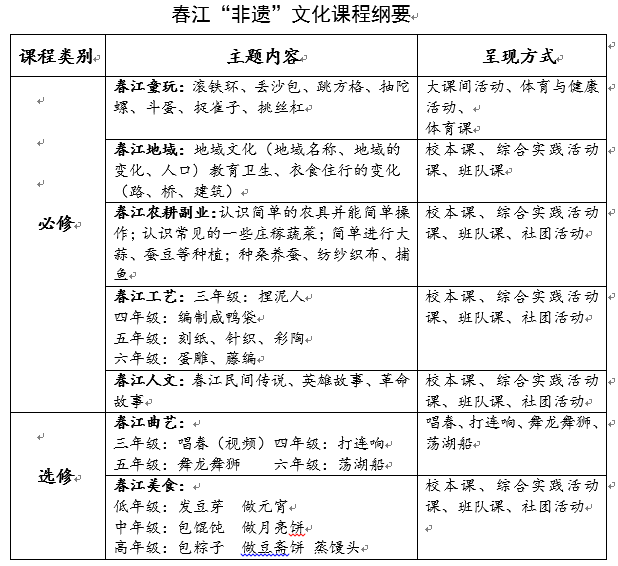 春江“非遗”文化课程纲要
课程类别
主题内容
呈现方式
必修
春江童玩：滚铁环、丢沙包、跳方格、抽陀
螺、斗蛋、捉雀子、挑丝杠
大课间活动、体育与健康
活动、
体育课
春江地域：地域文化（地域名称、地域的
变化、人口）教育卫生、衣食住行的变化
（路、桥、建筑）
校本课、综合实践活动
课、班队课
春江农耕副业：认识简单的农具并能简单操
作；认识常见的一些庄稼蔬菜；简单进行大
蒜、蚕豆等种植；种桑养蚕、纺纱织布、捕
鱼
校本课、综合实践活动
课、班队课、社团活动
春江工艺：三年级：捏泥人
四年级：编制咸鸭袋
五年级：刻纸、针织、彩陶
六年级：蛋雕、藤编
校本课、综合实践活动
课、班队课、社团活动
春江人文：春江民间传说、英雄故事、革命
故事
校本课、综合实践活动
课、班队课、社团活动
选修
春江曲艺：
三年级：唱春（视频）四年级：打连响
五年级：舞龙舞狮 六年级：荡湖船
唱春、打连响、舞龙舞狮、
荡湖船
春江美食：
低年级：发豆芽 做元宵
中年级：包馄饨 做月亮饼
高年级：包粽子 做豆斋饼 蒸馒头
校本课、综合实践活动
课、班队课、社团活动